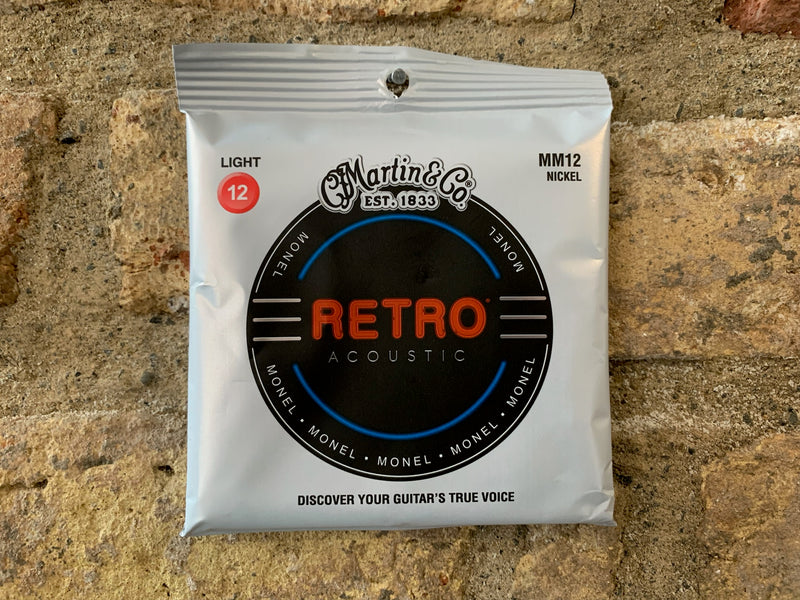 LIGHT
12
MM12
NICKEL
C.F. Martin & Co.®
EST. 1833
MONEL
MONEL
RETRO®
ACOUSTIC
MONEL • MONEL • MONEL • MONEL • MONEL
DISCOVER YOUR GUITAR'S TRUE VOICE